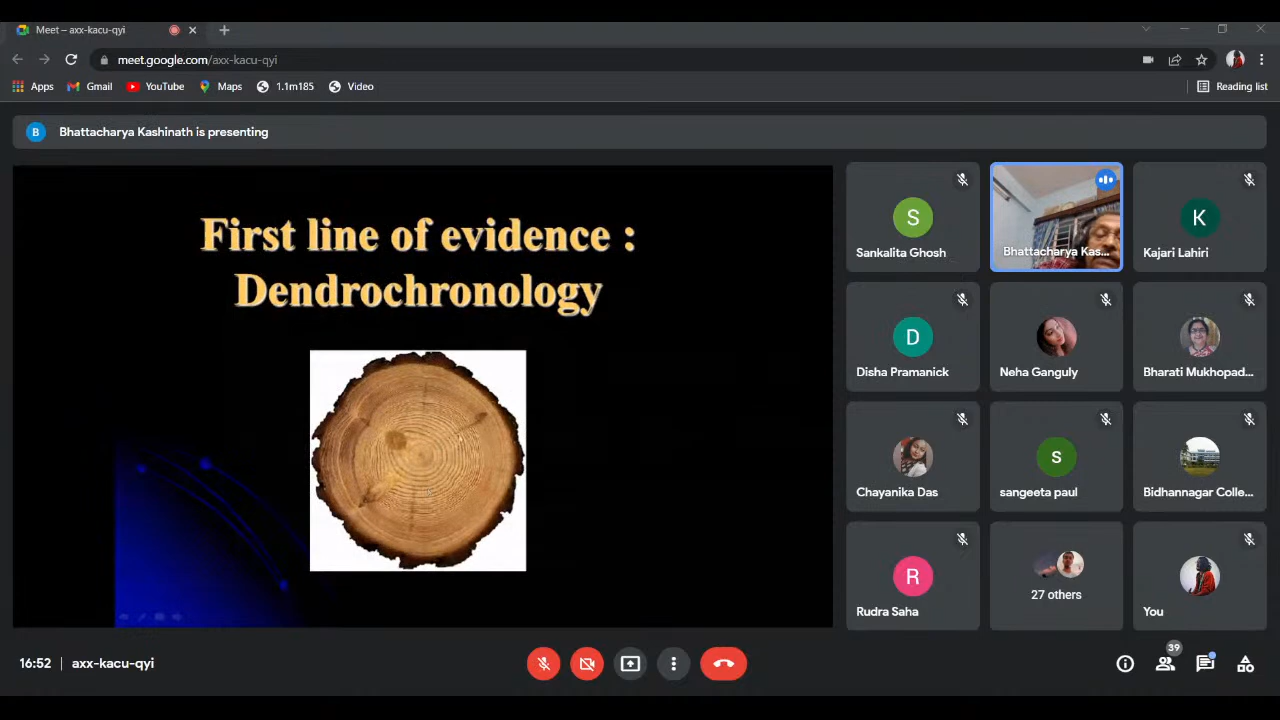 Meet – axx-kacu-qyi
meet.google.com/axx-kacu-qyi
Apps Gmail YouTube Maps 1.1m185 Video Reading list
B Bhattacharya Kashinath is presenting
First line of evidence :
Dendrochronology
S
Sankalita Ghosh
Bhattacharya Kas...
K
Kajari Lahiri
D
Disha Pramanick
Neha Ganguly
Bharati Mukhopad...
Chayanika Das
s
sangeeta paul
Bidhannagar Colle...
R
Rudra Saha
27 others
You
16:52 | axx-kacu-qyi
39